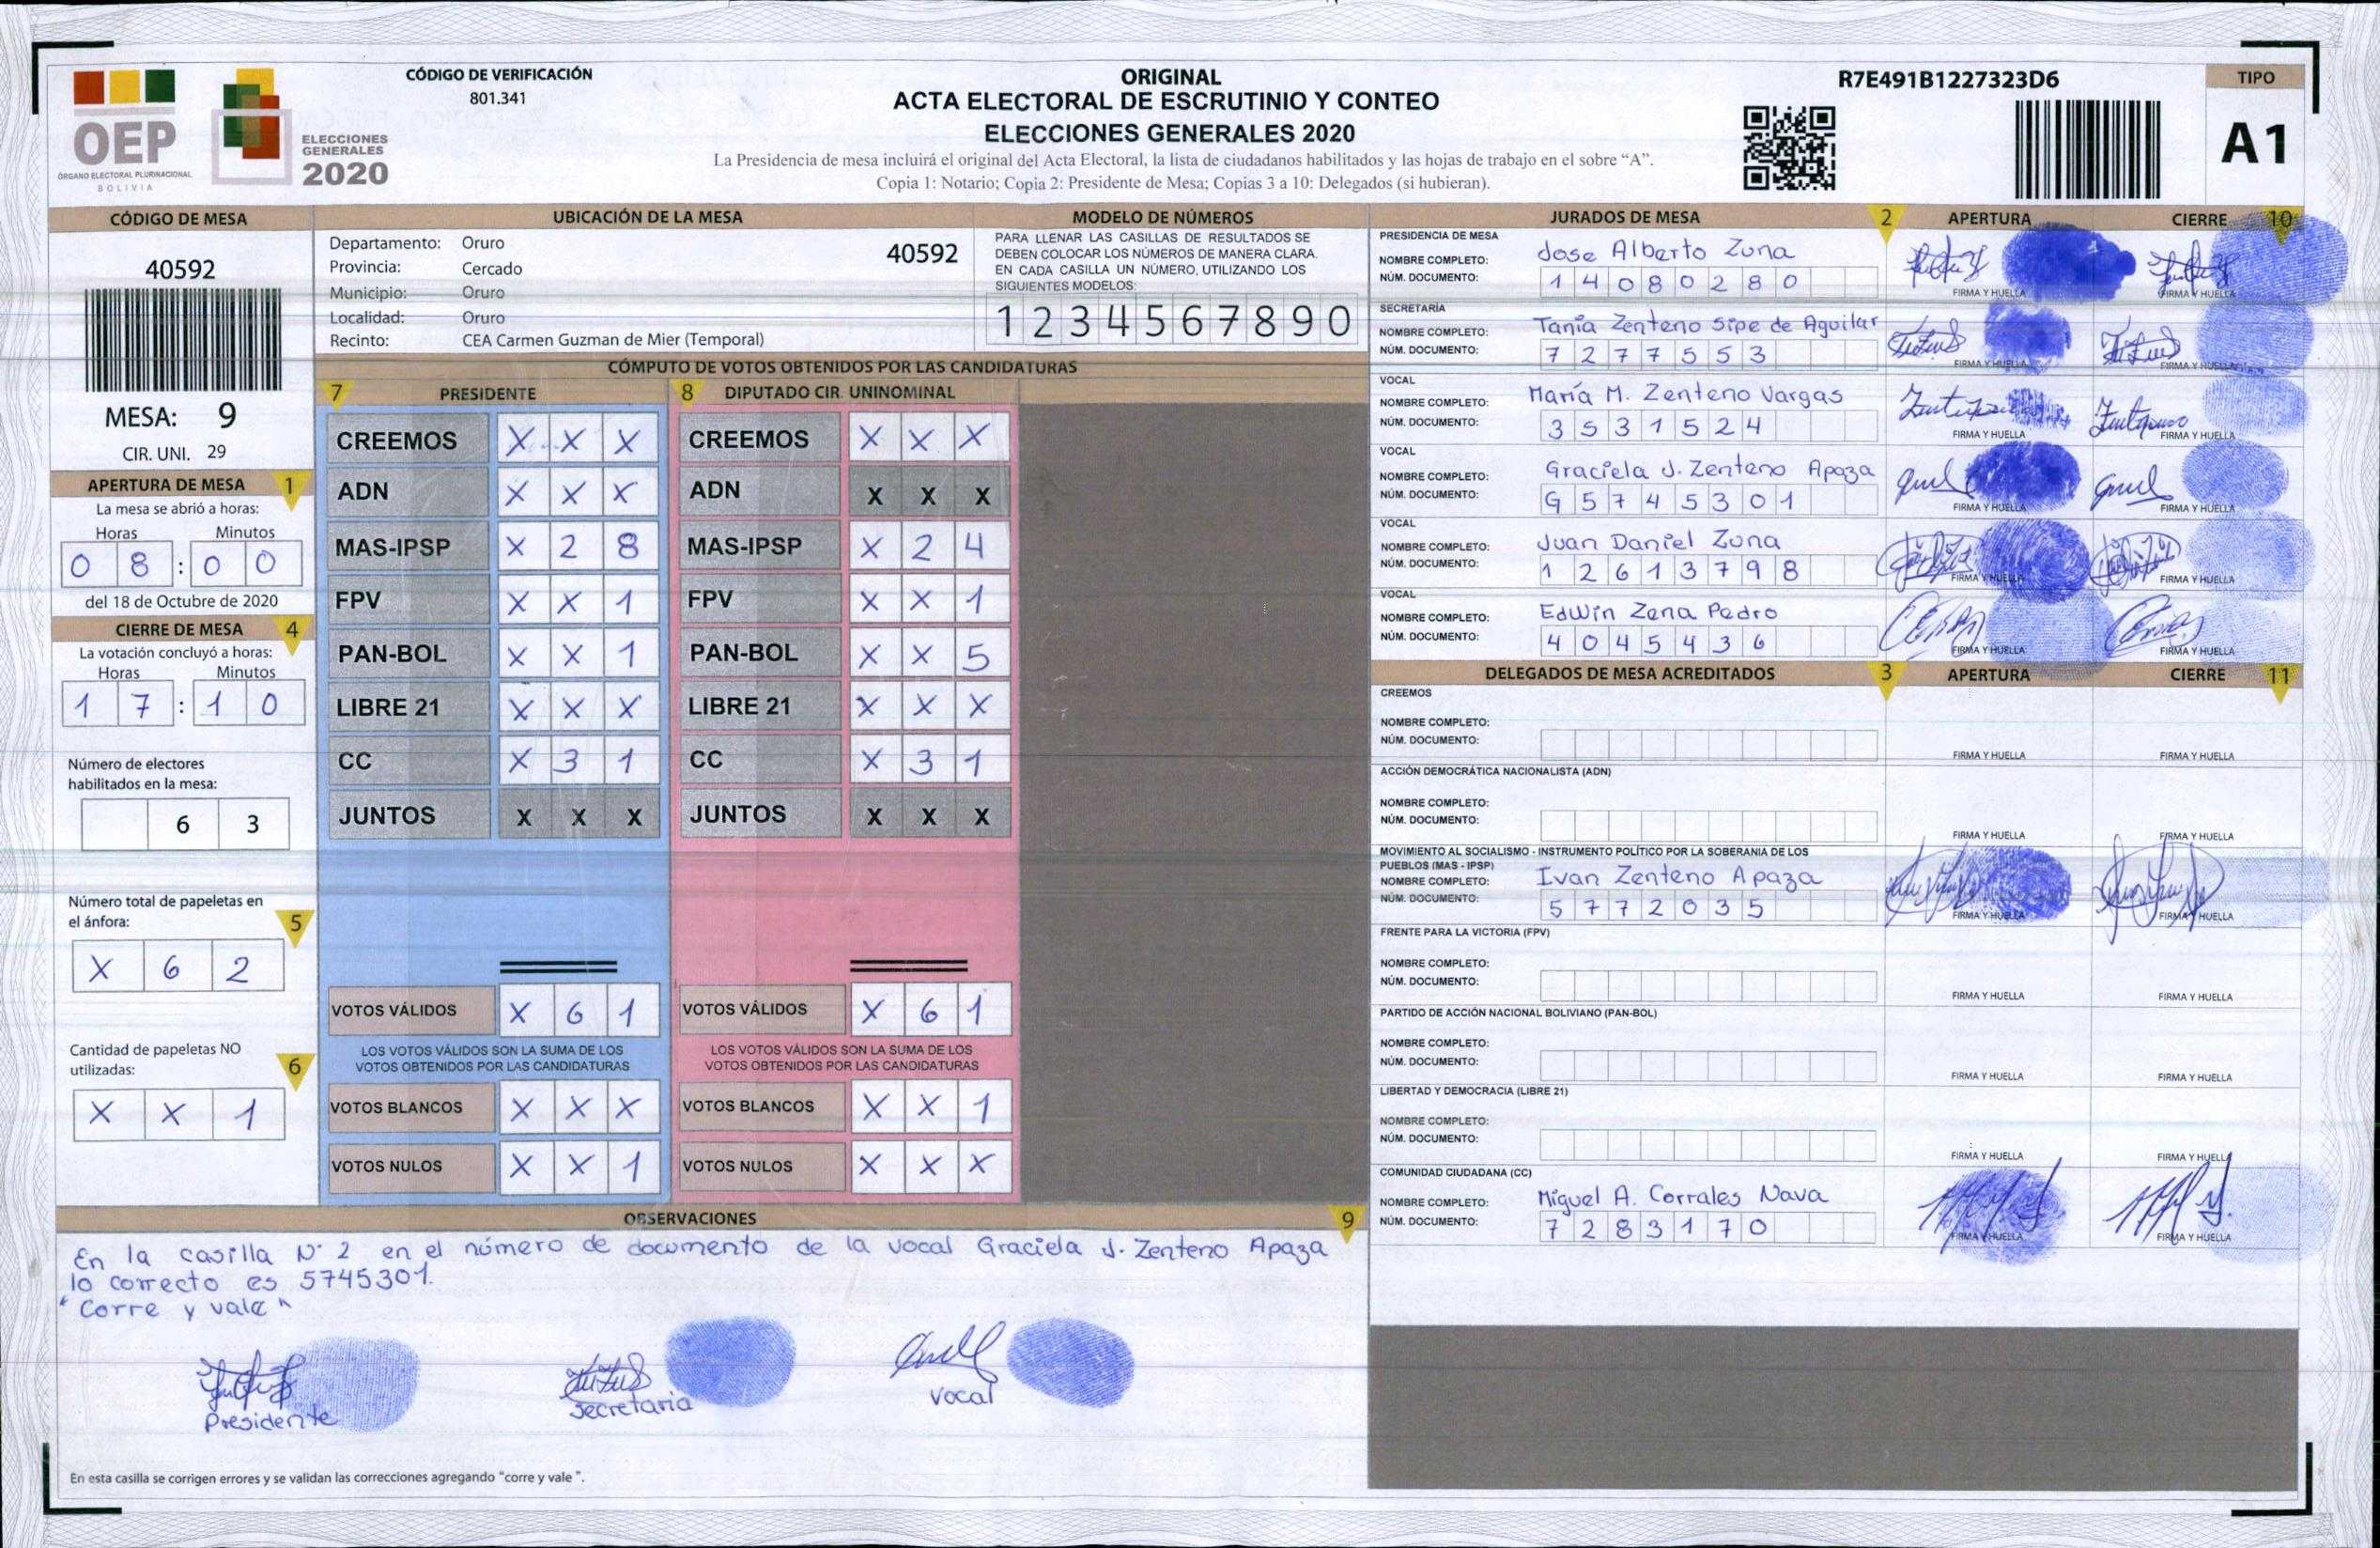 CÓDIGO DE VERIFICACIÓN
801.341
OEP
ÓRGANO ELECTORAL PLURINACIONAL
BOLIVIA
ELECCIONES
GENERALES
2020
ORIGINAL
ACTA ELECTORAL DE ESCRUTINIO Y CONTEO
ELECCIONES GENERALES 2020
La Presidencia de mesa incluirá el original del Acta Electoral, la lista de ciudadanos habilitados y las hojas de trabajo en el sobre “A”.
Copia 1: Notario; Copia 2: Presidente de Mesa; Copias 3 a 10: Delegados (si hubieran).
R7E491B1227323D6
TIPO
A1
CÓDIGO DE MESA
40592
MESA: 9
CIR. UNI. 29
APERTURA DE MESA 1
La mesa se abrió a horas:
Horas Minutos
0 8 : 0 0
del 18 de Octubre de 2020
CIERRE DE MESA 4
La votación concluyó a horas:
Horas Minutos
1 7 : 1 0
Número de electores
habilitados en la mesa:
6 3
Número total de papeletas en
el ánfora: 5
X 6 2
Cantidad de papeletas NO
utilizadas: 6
X X 1
UBICACIÓN DE LA MESA
Departamento: Oruro 40592
Provincia: Cercado
Municipio: Oruro
Localidad: Oruro
Recinto: CEA Carmen Guzman de Mier (Temporal)
MODELO DE NÚMEROS
PARA LLENAR LAS CASILLAS DE RESULTADOS SE
DEBEN COLOCAR LOS NÚMEROS DE MANERA CLARA.
EN CADA CASILLA UN NÚMERO, UTILIZANDO LOS
SIGUIENTES MODELOS:
1 2 3 4 5 6 7 8 9 0
CÓMPUTO DE VOTOS OBTENIDOS POR LAS CANDIDATURAS
7 PRESIDENTE
CREEMOS X X X
ADN X X X
MAS-IPSP X 2 8
FPV X X 1
PAN-BOL X X 1
LIBRE 21 X X X
CC X 3 1
JUNTOS X X X
VOTOS VÁLIDOS X 6 1
LOS VOTOS VÁLIDOS SON LA SUMA DE LOS
VOTOS OBTENIDOS POR LAS CANDIDATURAS
VOTOS BLANCOS X X X
VOTOS NULOS X X 1
8 DIPUTADO CIR. UNINOMINAL
CREEMOS X X X
ADN X X X
MAS-IPSP X 2 4
FPV X X 1
PAN-BOL X X 5
LIBRE 21 X X X
CC X 3 1
JUNTOS X X X
VOTOS VÁLIDOS X 6 1
LOS VOTOS VÁLIDOS SON LA SUMA DE LOS
VOTOS OBTENIDOS POR LAS CANDIDATURAS
VOTOS BLANCOS X X 1
VOTOS NULOS X X X
OBSERVACIONES 9
En la casilla N° 2 en el número de documento de la vocal Graciela J. Zenteno Apaza
lo correcto es 5745301.
"Corre y vale"
Presidente
Secretaria
vocal
En esta casilla se corrigen errores y se validan las correcciones agregando “corre y vale ”.
JURADOS DE MESA 2 APERTURA CIERRE 10
PRESIDENCIA DE MESA
NOMBRE COMPLETO: Jose Alberto Zuna
NÚM. DOCUMENTO: 1 4 0 8 0 2 8 0
FIRMA Y HUELLA FIRMA Y HUELLA
SECRETARÍA
NOMBRE COMPLETO: Tania Zenteno Sipe de Aguilar
NÚM. DOCUMENTO: 7 2 7 7 5 5 3
FIRMA Y HUELLA FIRMA Y HUELLA
VOCAL
NOMBRE COMPLETO: María M. Zenteno Vargas
NÚM. DOCUMENTO: 3 5 3 1 5 2 4
FIRMA Y HUELLA FIRMA Y HUELLA
VOCAL
NOMBRE COMPLETO: Graciela J. Zenteno Apaza
NÚM. DOCUMENTO: G 5 7 4 5 3 0 1
FIRMA Y HUELLA FIRMA Y HUELLA
VOCAL
NOMBRE COMPLETO: Juan Daniel Zuna
NÚM. DOCUMENTO: 1 2 6 1 3 7 9 8
FIRMA Y HUELLA FIRMA Y HUELLA
VOCAL
NOMBRE COMPLETO: Edwin Zena Pedro
NÚM. DOCUMENTO: 4 0 4 5 4 3 6
FIRMA Y HUELLA FIRMA Y HUELLA
DELEGADOS DE MESA ACREDITADOS 3 APERTURA CIERRE 11
CREEMOS
NOMBRE COMPLETO:
NÚM. DOCUMENTO:
FIRMA Y HUELLA FIRMA Y HUELLA
ACCIÓN DEMOCRÁTICA NACIONALISTA (ADN)
NOMBRE COMPLETO:
NÚM. DOCUMENTO:
FIRMA Y HUELLA FIRMA Y HUELLA
MOVIMIENTO AL SOCIALISMO - INSTRUMENTO POLÍTICO POR LA SOBERANIA DE LOS
PUEBLOS (MAS - IPSP)
NOMBRE COMPLETO: Ivan Zenteno Apaza
NÚM. DOCUMENTO: 5 7 7 2 0 3 5
FIRMA Y HUELLA FIRMA Y HUELLA
FRENTE PARA LA VICTORIA (FPV)
NOMBRE COMPLETO:
NÚM. DOCUMENTO:
FIRMA Y HUELLA FIRMA Y HUELLA
PARTIDO DE ACCIÓN NACIONAL BOLIVIANO (PAN-BOL)
NOMBRE COMPLETO:
NÚM. DOCUMENTO:
FIRMA Y HUELLA FIRMA Y HUELLA
LIBERTAD Y DEMOCRACIA (LIBRE 21)
NOMBRE COMPLETO:
NÚM. DOCUMENTO:
FIRMA Y HUELLA FIRMA Y HUELLA
COMUNIDAD CIUDADANA (CC)
NOMBRE COMPLETO: Miguel A. Corrales Nava
NÚM. DOCUMENTO: 7 2 8 3 1 7 0
FIRMA Y HUELLA FIRMA Y HUELLA